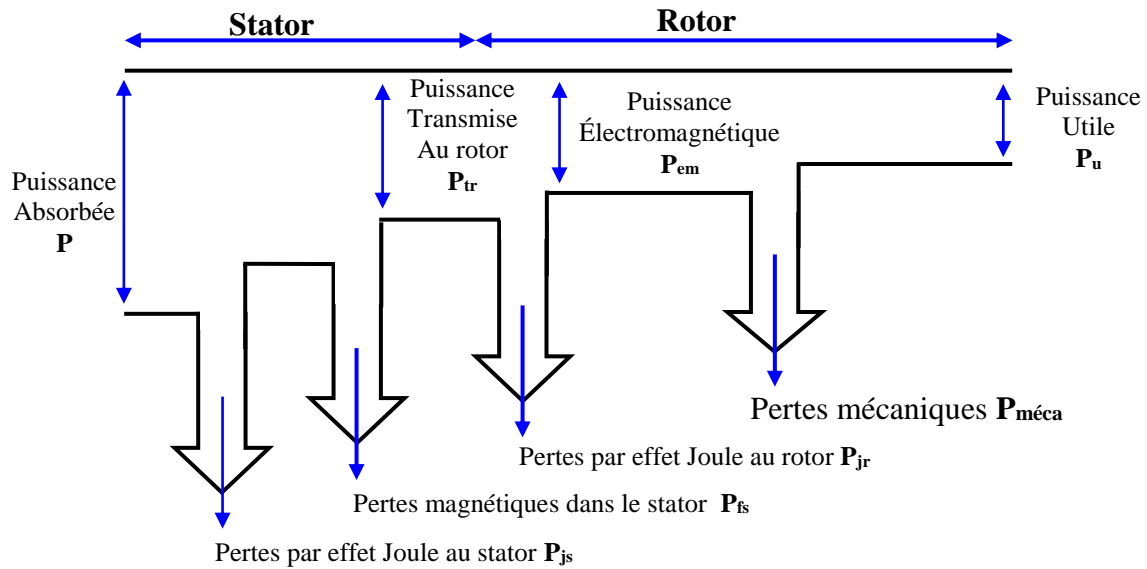 Stator
Rotor
Puissance
Absorbée
P
Puissance
Transmise
Au rotor
Ptr
Puissance
Électromagnétique
Pem
Puissance
Utile
Pu
Pertes mécaniques Pméca
Pertes par effet Joule au rotor Pjr
Pertes magnétiques dans le stator Pfs
Pertes par effet Joule au stator Pjs